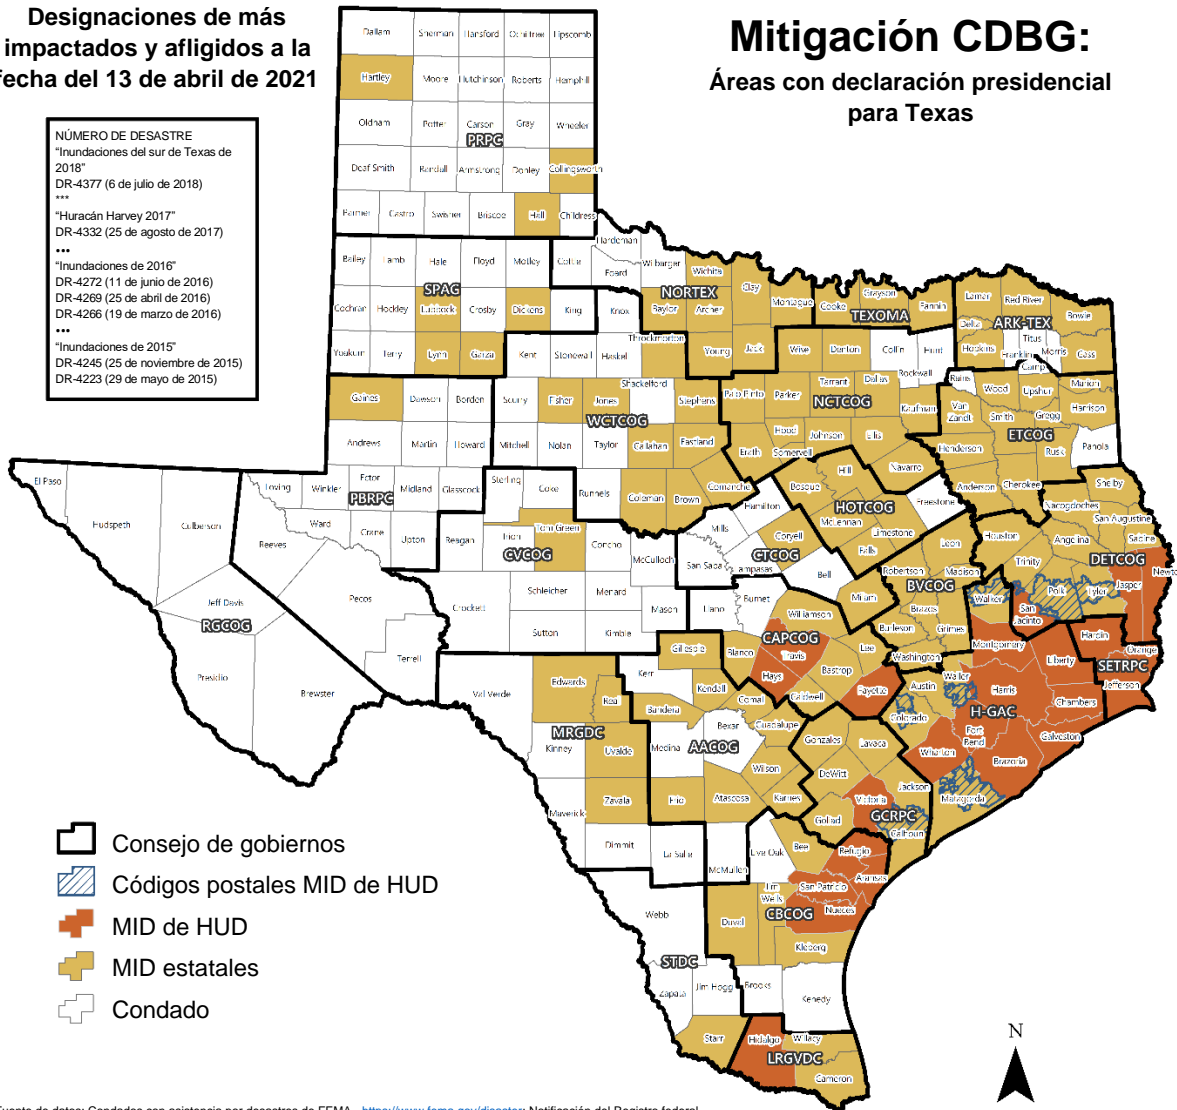 Designaciones de más
impactados y afligidos a la
fecha del 13 de abril de 2021
Mitigación CDBG:
Áreas con declaración presidencial
para Texas
NÚMERO DE DESASTRE
“Inundaciones del sur de Texas de
2018”
DR-4377 (6 de julio de 2018)
***
“Huracán Harvey 2017”
DR-4332 (25 de agosto de 2017)
•••
“Inundaciones de 2016”
DR-4272 (11 de junio de 2016)
DR-4269 (25 de abril de 2016)
DR-4266 (19 de marzo de 2016)
•••
“Inundaciones de 2015”
DR-4245 (25 de noviembre de 2015)
DR-4223 (29 de mayo de 2015)
Dallam Sherman Hansford Ochiltree Lipscomb
Hartley Moore Hutchinson Roberts Hemphill
Oldham Potter Carson Gray Wheeler
PRPC
Deaf Smith Randall Armstrong Donley Collingsworth
Parmer Castro Swisher Briscoe Hall Childress
Bailey Lamb Hale Floyd Motley Cottle Hardeman Foard Wilbarger Wichita
SPAG NORTEX
Cochran Hockley Lubbock Crosby Dickens King Knox Baylor Archer Clay Montague Cooke Grayson Fannin Lamar Red River Bowie
TEXOMA ARK-TEX
Delta Hopkins Franklin Titus Morris Cass Camp
Yoakum Terry Lynn Garza Kent Stonewall Haskell Throckmorton Young Jack Wise Denton Collin Hunt Rockwall Rains
Gaines Dawson Borden Scurry Fisher Jones Shackelford Stephens Palo Pinto Parker Tarrant Dallas Kaufman Van Zandt Wood Upshur Marion Harrison
WCTCOG NCTCOG ETCOG
Smith Gregg Rusk Panola
Andrews Martin Howard Mitchell Nolan Taylor Callahan Eastland Erath Hood Somervell Johnson Ellis Navarro Henderson Anderson Cherokee Shelby
El Paso Hudspeth Culberson Loving Winkler Ector Midland Glasscock Sterling Coke Runnels Coleman Brown Comanche Hamilton Bosque Hill Freestone
PBRPC HOTCOG
Nacogdoches San Augustine Sabine Angelina Houston Trinity
DETCOG
Reeves Ward Crane Upton Reagan Irion Tom Green Concho McCulloch San Saba Mills Lampasas Coryell McLennan Limestone Falls Leon
CVCOG CTCOG BVCOG
Bell Robertson Madison Milam Brazos Burleson Grimes Washington
Walker San Jacinto Polk Tyler Jasper Newton
Jeff Davis Pecos Crockett Schleicher Menard Mason Llano Burnet Williamson
RGCOG CAPCOG
Presidio Brewster Terrell Sutton Kimble Gillespie Blanco Travis Hays Bastrop Lee Fayette Caldwell
Montgomery Liberty Hardin Orange Jefferson
SETRPC
Waller Austin Colorado Harris Chambers Galveston Fort Bend Wharton Brazoria Matagorda
H-GAC
Val Verde Edwards Real Kerr Kendall Bandera Comal Bexar Guadalupe
MRGDC AACOG
Kinney Uvalde Medina Wilson Gonzales Lavaca DeWitt Jackson Victoria
GCRPC
Maverick Zavala Frio Atascosa Karnes Goliad Calhoun
Dimmit La Salle McMullen Live Oak Bee Refugio Aransas San Patricio
Webb Duval Jim Wells Nueces Kleberg
CBCOG
STDC
Zapata Jim Hogg Brooks Kenedy
Starr Hidalgo Willacy Cameron
LRGVDC
Consejo de gobiernos
Códigos postales MID de HUD
MID de HUD
MID estatales
Condado
N